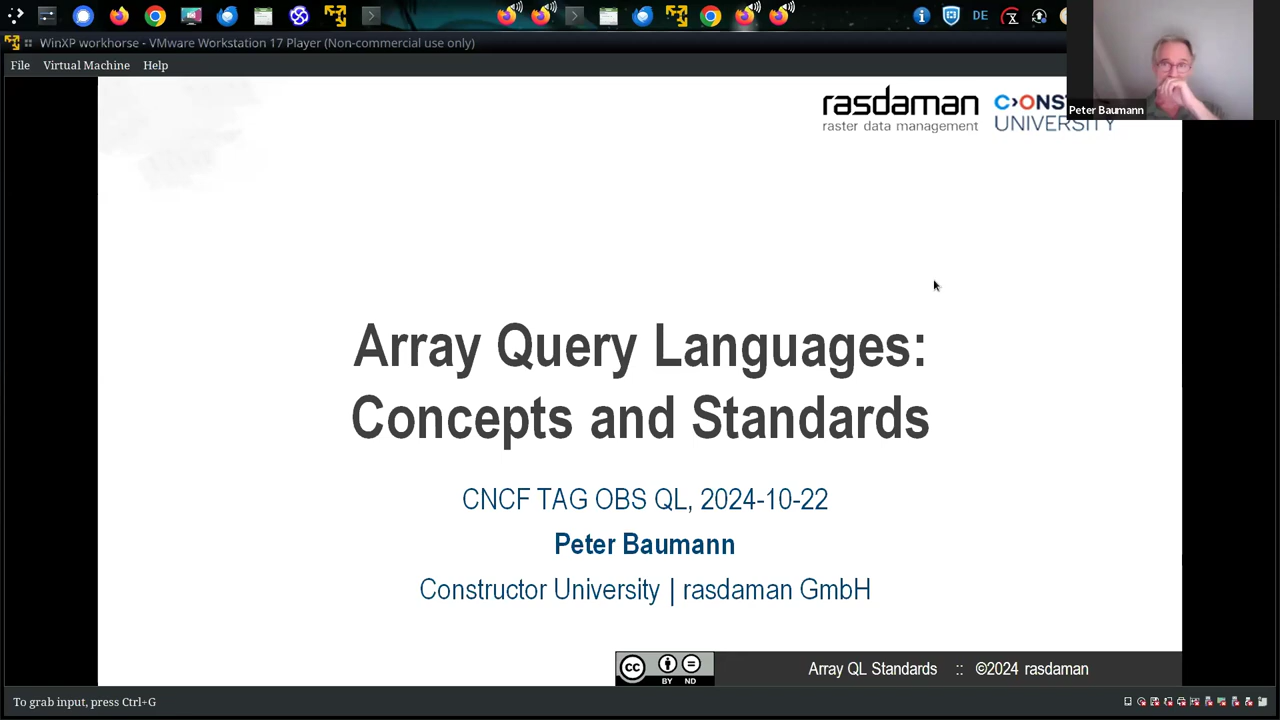 DE
WinXP workhorse - VMware Workstation 17 Player (Non-commercial use only)
File Virtual Machine Help
Peter Baumann
rasdaman
raster data management
C>ONS
UNIVERSITY
Array Query Languages:
Concepts and Standards
CNCF TAG OBS QL, 2024-10-22
Peter Baumann
Constructor University | rasdaman GmbH
cc BY ND
Array QL Standards :: ©2024 rasdaman
To grab input, press Ctrl+G